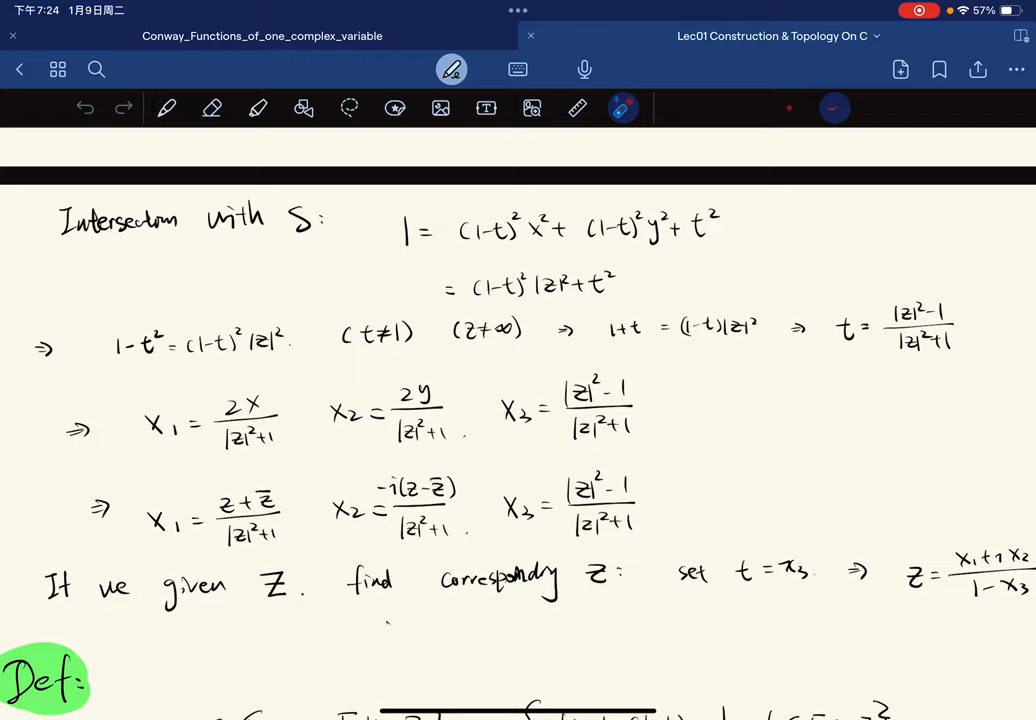 下午7:24 1月9日周二
57%
Conway_Functions_of_one_complex_variable
Lec01 Construction & Topology On C
Intersection with S: 1 = (1-t)²x² + (1-t)²y² + t²
= (1-t)²|z|² + t²
⇒ 1-t² = (1-t)²|z|². (t≠1) (z≠∞) ⇒ 1+t = (1-t)|z|² ⇒ t = |z|²-1 / |z|²+1
⇒ x₁ = 2x / |z|²+1 x₂ = 2y / |z|²+1 . x₃ = |z|²-1 / |z|²+1
⇒ x₁ = z+z̄ / |z|²+1 x₂ = -i(z-z̄) / |z|²+1 . x₃ = |z|²-1 / |z|²+1
If we given Z. find z: set t = x₃. ⇒ z = x₁+ix₂ / 1-x₃
Def: